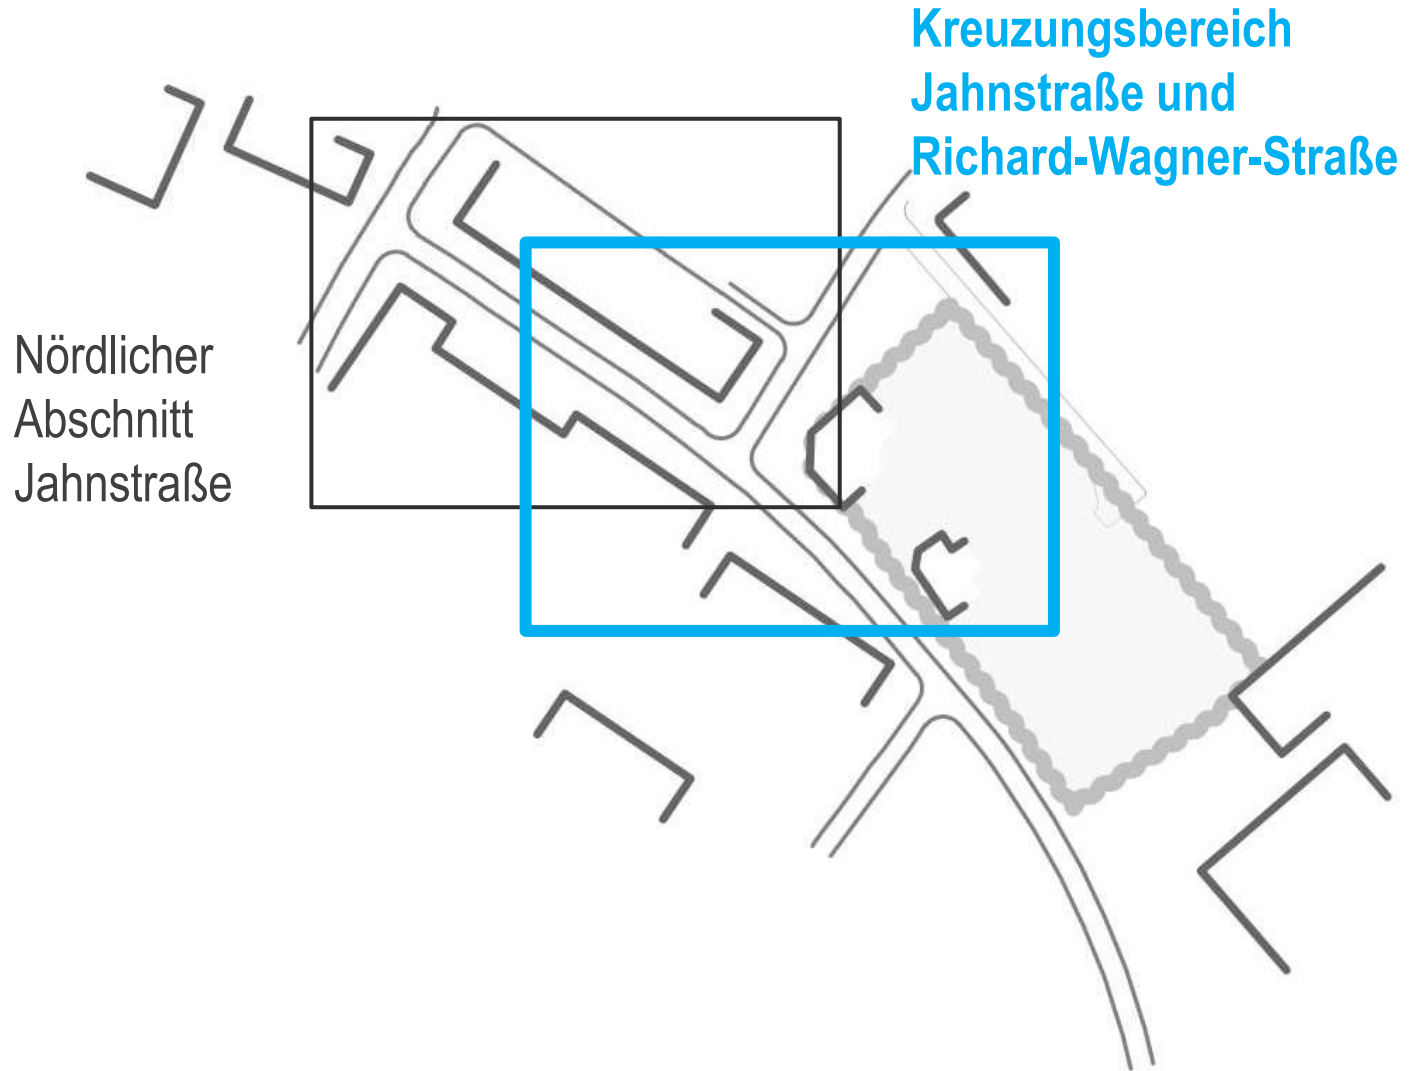 Kreuzungsbereich
Jahnstraße und
Richard-Wagner-Straße
Nördlicher
Abschnitt
Jahnstraße